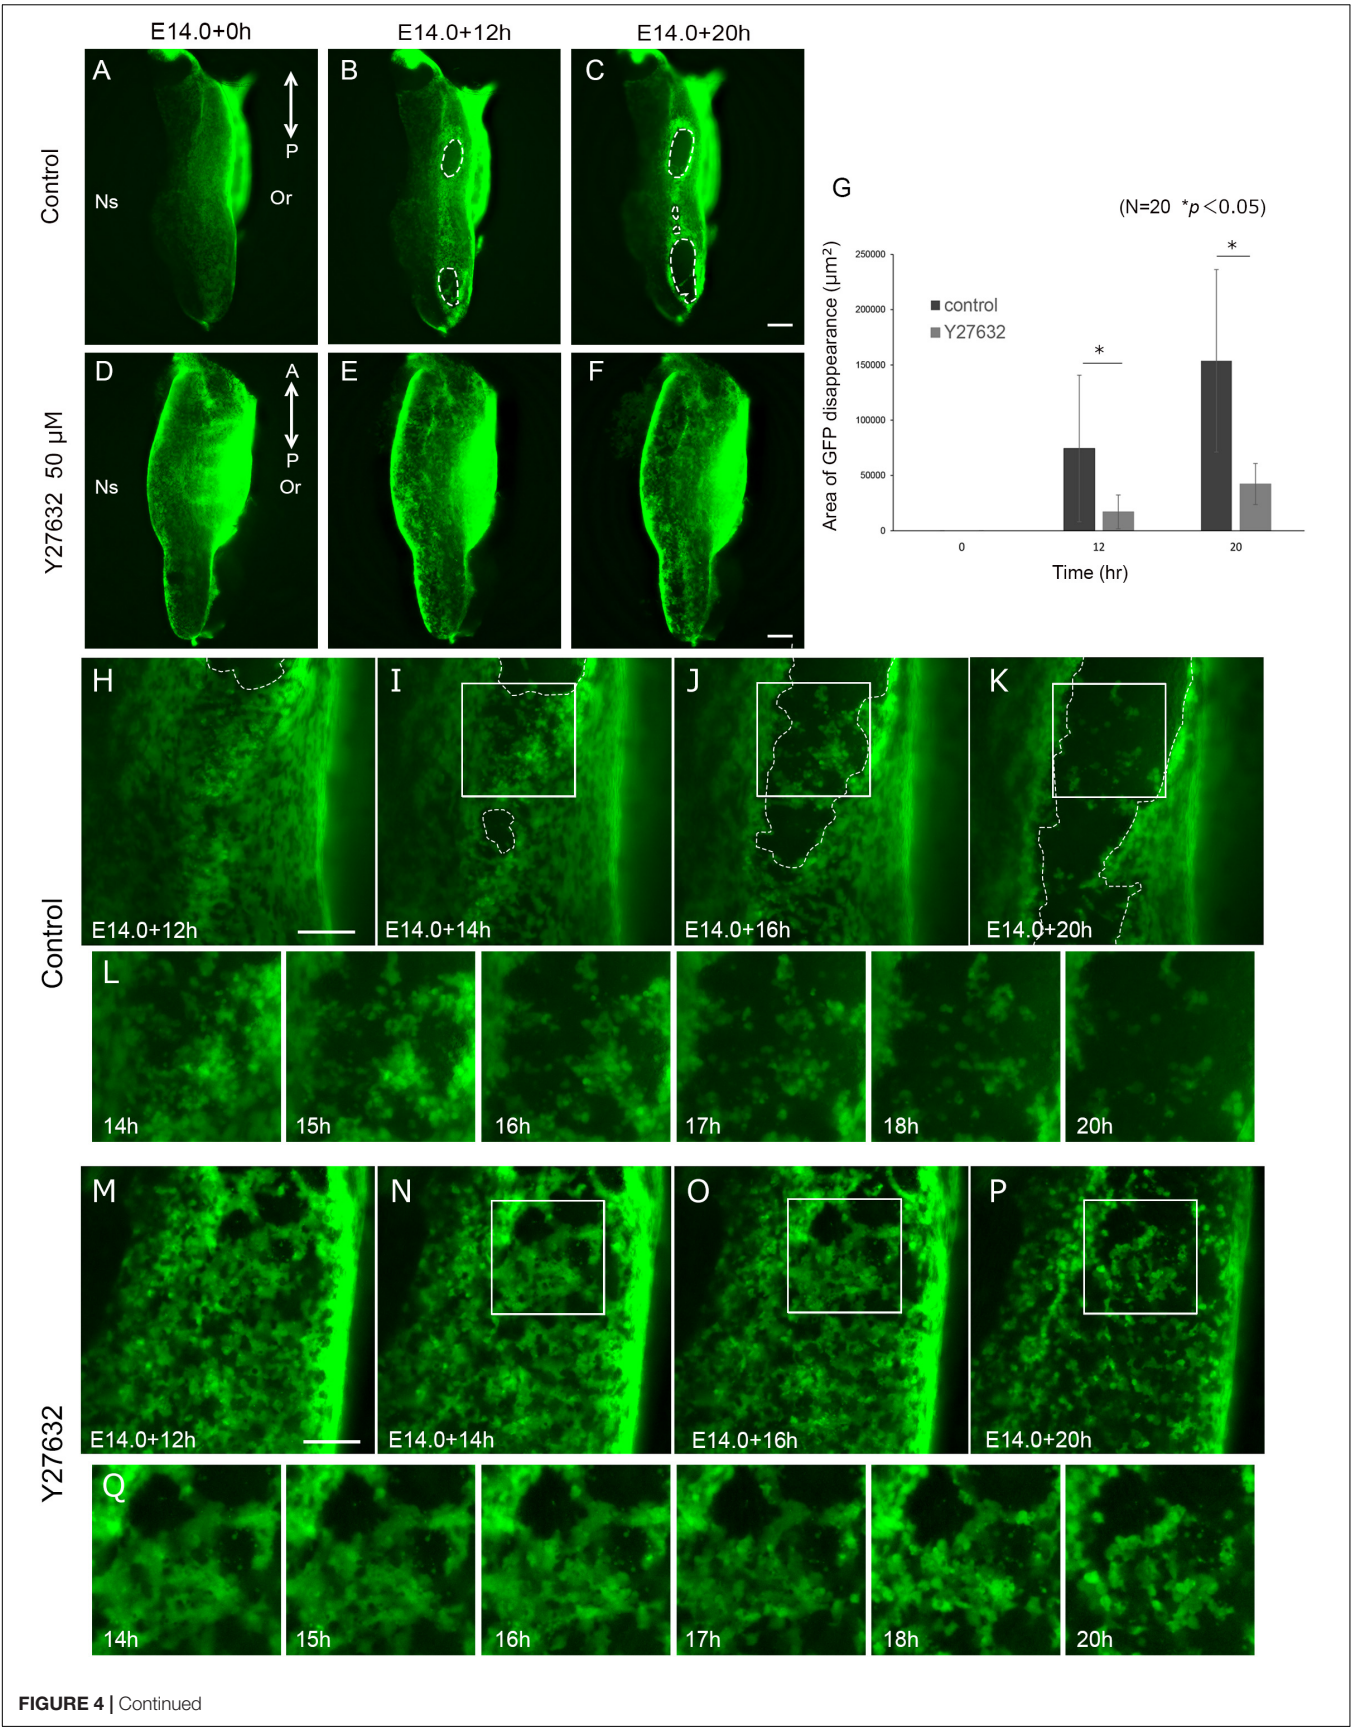 E14.0+0h E14.0+12h E14.0+20h
Control
A
P
Ns
Or
B
C
Y27632 50 µM
D
A
P
Ns
Or
E
F
G
(N=20 *p<0.05)
Area of GFP disappearance (µm²)
250000
200000
150000
100000
50000
0
control
Y27632
*
*
0 12 20
Time (hr)
Control
H
E14.0+12h
I
E14.0+14h
J
E14.0+16h
K
E14.0+20h
L
14h 15h 16h 17h 18h 20h
Y27632
M
E14.0+12h
N
E14.0+14h
O
E14.0+16h
P
E14.0+20h
Q
14h 15h 16h 17h 18h 20h
FIGURE 4 | Continued